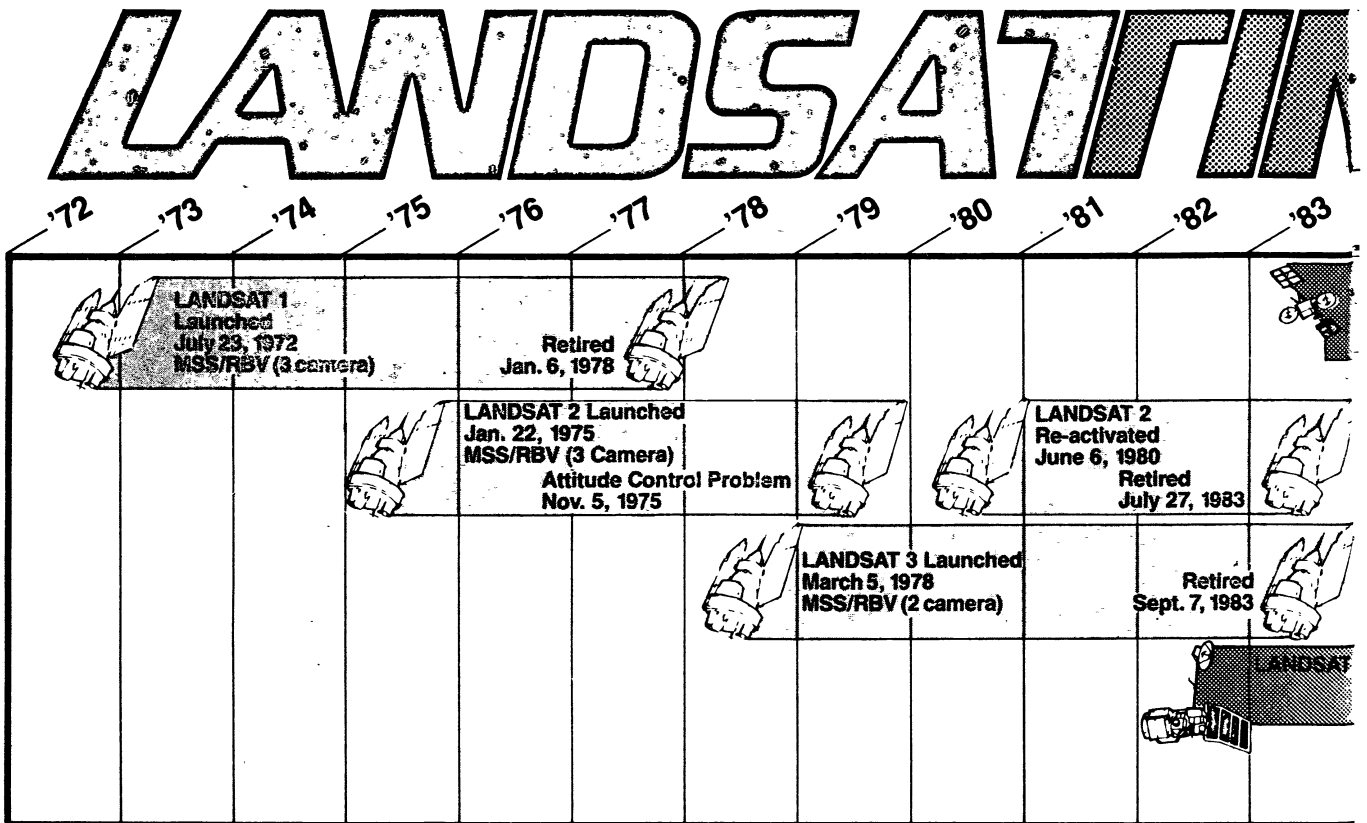 LANDSAT TI
'72 '73 '74 '75 '76 '77 '78 '79 '80 '81 '82 '83
LANDSAT 1
Launched
July 23, 1972
MSS/RBV (3 camera)
Retired
Jan. 6, 1978
LANDSAT 2 Launched
Jan. 22, 1975
MSS/RBV (3 Camera)
Attitude Control Problem
Nov. 5, 1975
LANDSAT 2
Re-activated
June 6, 1980
Retired
July 27, 1983
LANDSAT 3 Launched
March 5, 1978
MSS/RBV (2 camera)
Retired
Sept. 7, 1983
LANDSAT